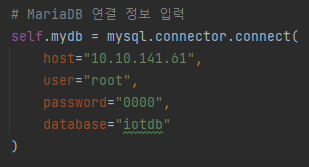 # MariaDB 연결 정보 입력
self.mydb = mysql.connector.connect(
    host="10.10.141.61",
    user="root",
    password="0000",
    database="iotdb"
)